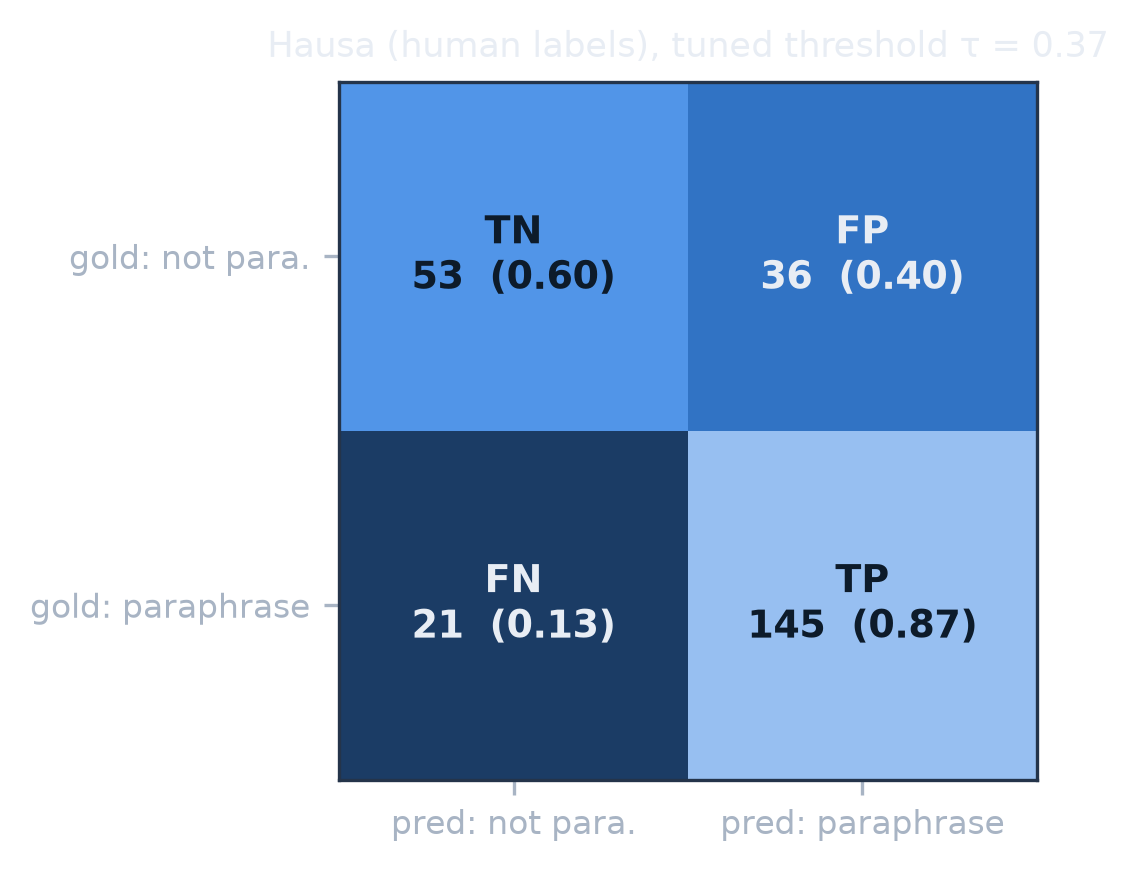 Hausa (human labels), tuned threshold τ = 0.37
gold: not para.
TN
53 (0.60)
FP
36 (0.40)
gold: paraphrase
FN
21 (0.13)
TP
145 (0.87)
pred: not para.
pred: paraphrase